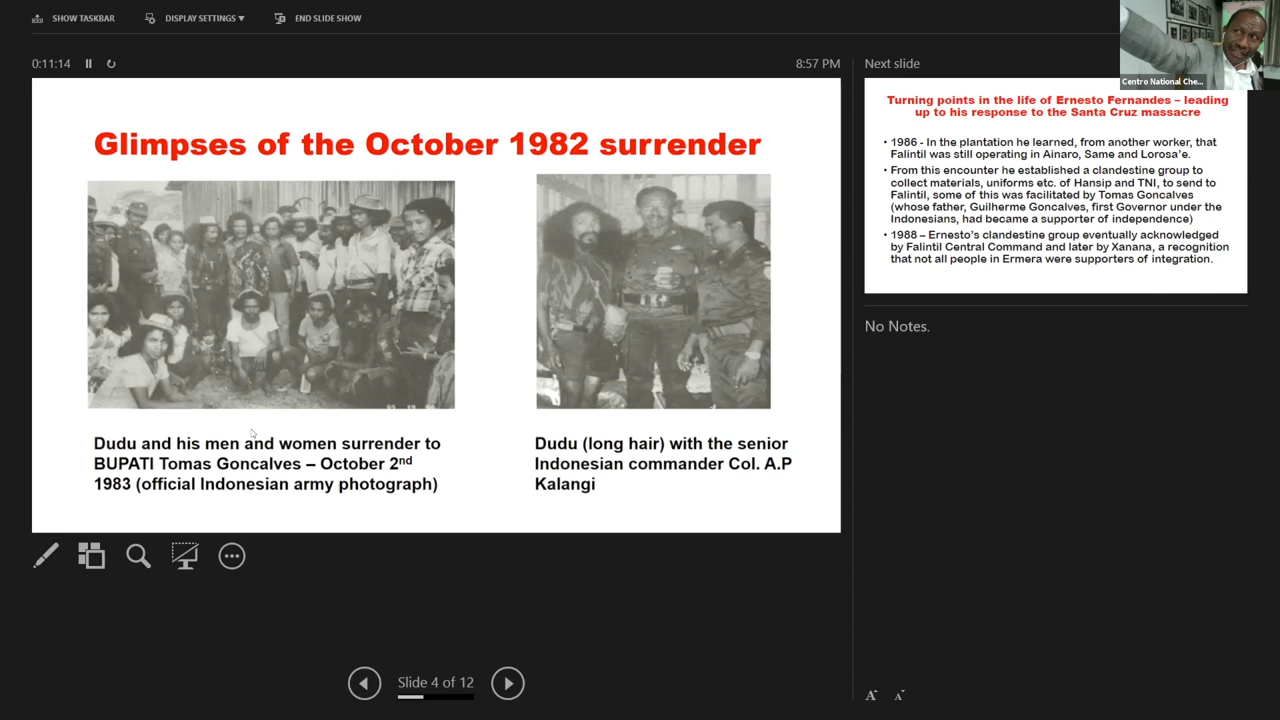 SHOW TASKBAR
DISPLAY SETTINGS ▼
END SLIDE SHOW
0:11:14
8:57 PM
Glimpses of the October 1982 surrender
Dudu and his men and women surrender to
BUPATI Tomas Goncalves – October 2nd
1983 (official Indonesian army photograph)
Dudu (long hair) with the senior
Indonesian commander Col. A.P
Kalangi
Slide 4 of 12
Centro National Che...
Next slide
Turning points in the life of Ernesto Fernandes – leading
up to his response to the Santa Cruz massacre
• 1986 - In the plantation he learned, from another worker, that
Falintil was still operating in Ainaro, Same and Lorosa'e.
• From this encounter he established a clandestine group to
collect materials, uniforms etc. of Hansip and TNI, to send to
Falintil, some of this was facilitated by Tomas Goncalves
(whose father, Guilherme Goncalves, first Governor under the
Indonesians, had became a supporter of independence)
• 1988 – Ernesto's clandestine group eventually acknowledged
by Falintil Central Command and later by Xanana, a recognition
that not all people in Ermera were supporters of integration.
No Notes.
A A